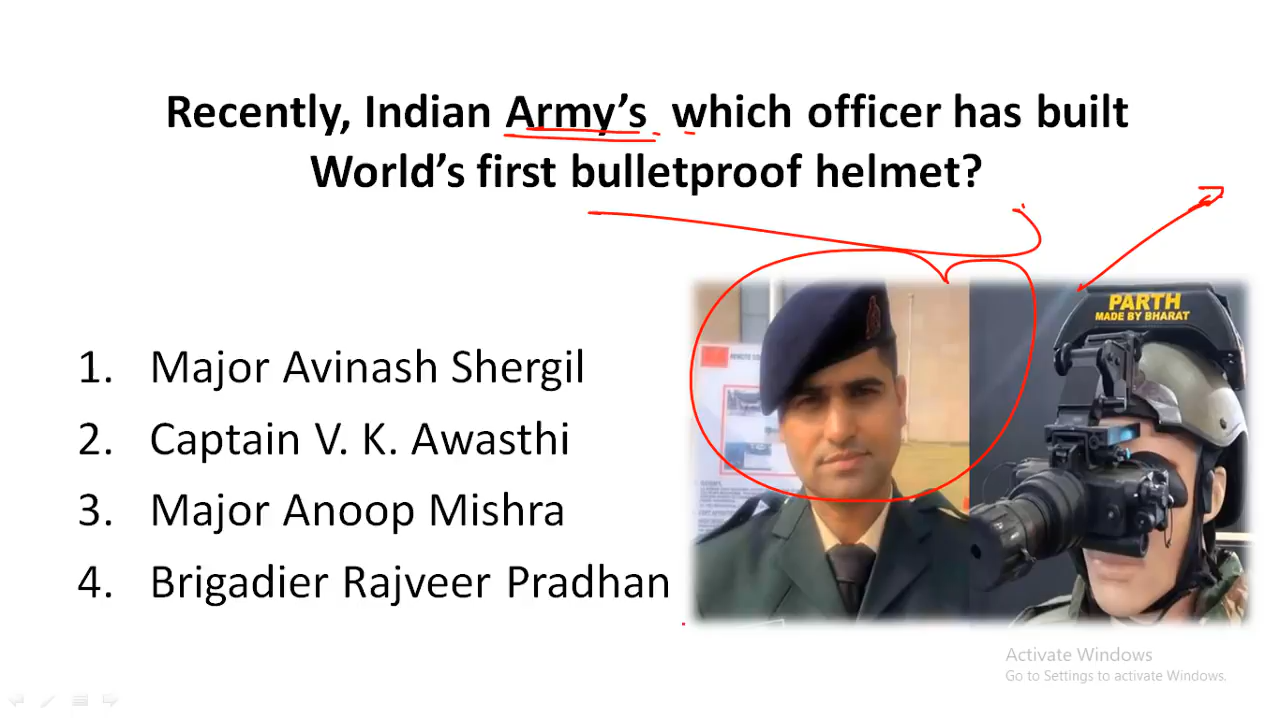 Recently, Indian Army's which officer has built
World's first bulletproof helmet?
1. Major Avinash Shergil
2. Captain V. K. Awasthi
3. Major Anoop Mishra
4. Brigadier Rajveer Pradhan
PARTH
MADE BY BHARAT
Activate Windows
Go to Settings to activate Windows.